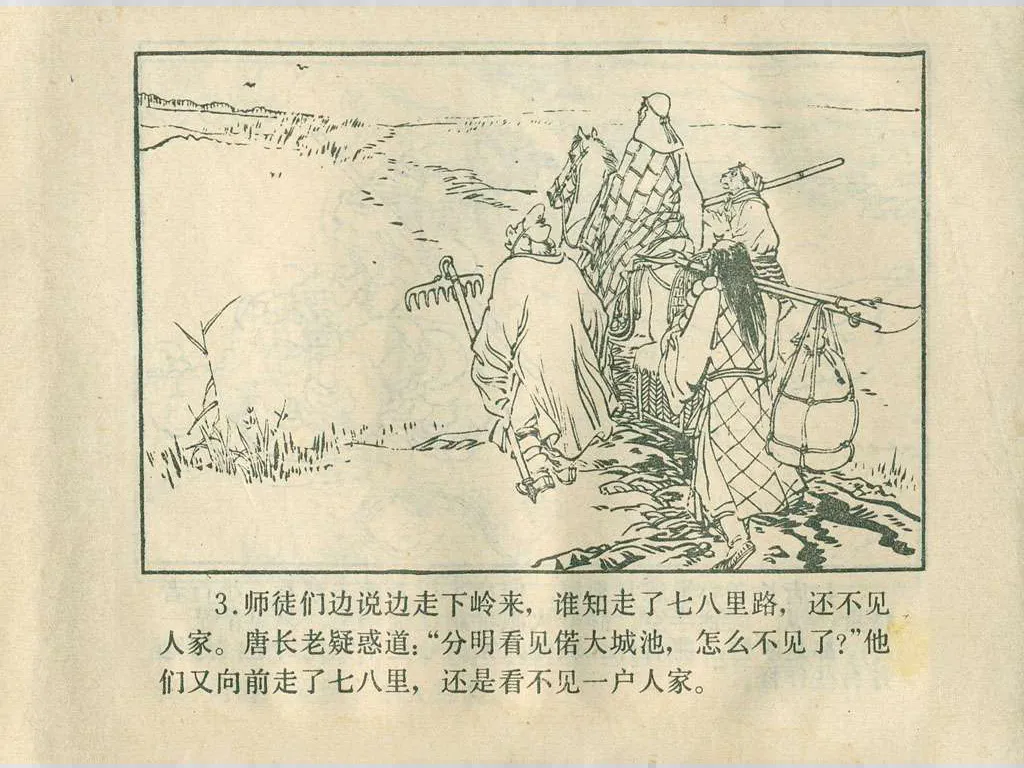 3.师徒们边说边走下岭来，谁知走了七八里路，还不见
人家。唐长老疑惑道：“分明看见偌大城池，怎么不见了？”他
们又向前走了七八里，还是看不见一户人家。